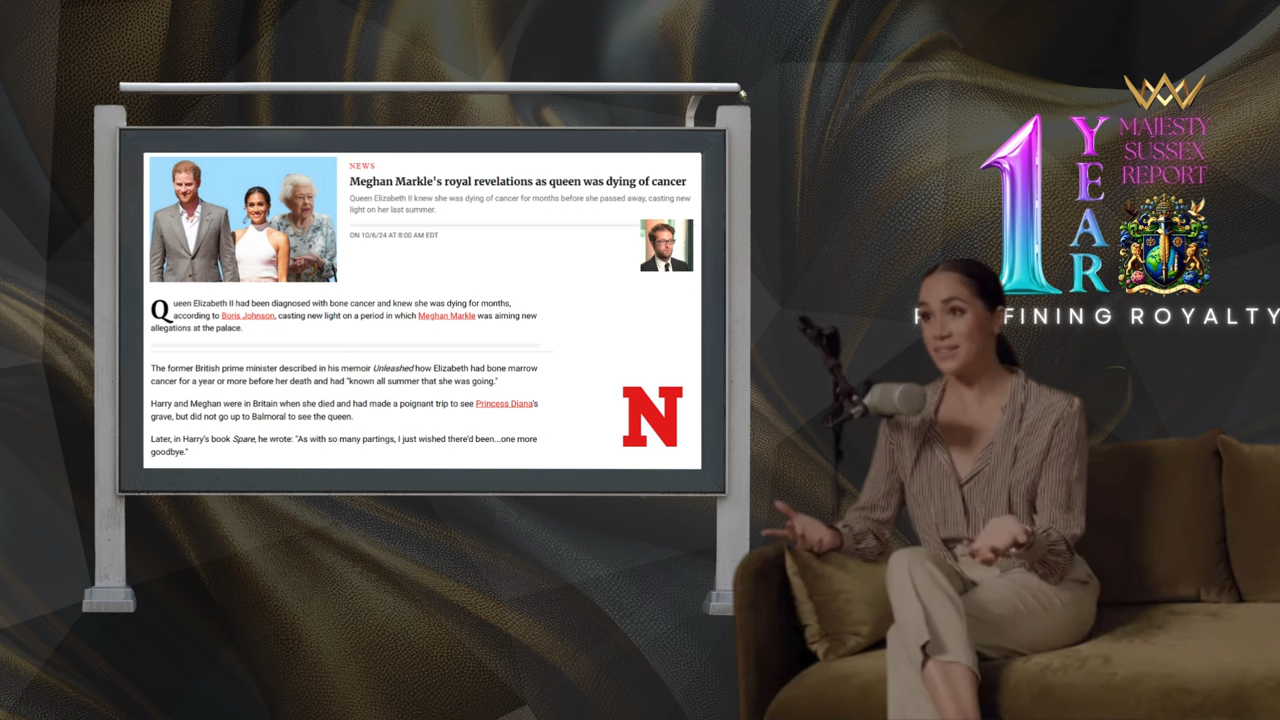 NEWS
Meghan Markle's royal revelations as queen was dying of cancer
Queen Elizabeth II knew she was dying of cancer for months before she passed away, casting new
light on her last summer.
ON 10/6/24 AT 8:00 AM EDT
Queen Elizabeth II had been diagnosed with bone cancer and knew she was dying for months,
according to Boris Johnson, casting new light on a period in which Meghan Markle was aiming new
allegations at the palace.
The former British prime minister described in his memoir Unleashed how Elizabeth had bone marrow
cancer for a year or more before her death and had "known all summer that she was going."
Harry and Meghan were in Britain when she died and had made a poignant trip to see Princess Diana's
grave, but did not go up to Balmoral to see the queen.
Later, in Harry's book Spare, he wrote: "As with so many partings, I just wished there'd been...one more
goodbye."
N
1 YEAR
MAJESTY
SUSSEX
REPORT
FINING ROYALTY